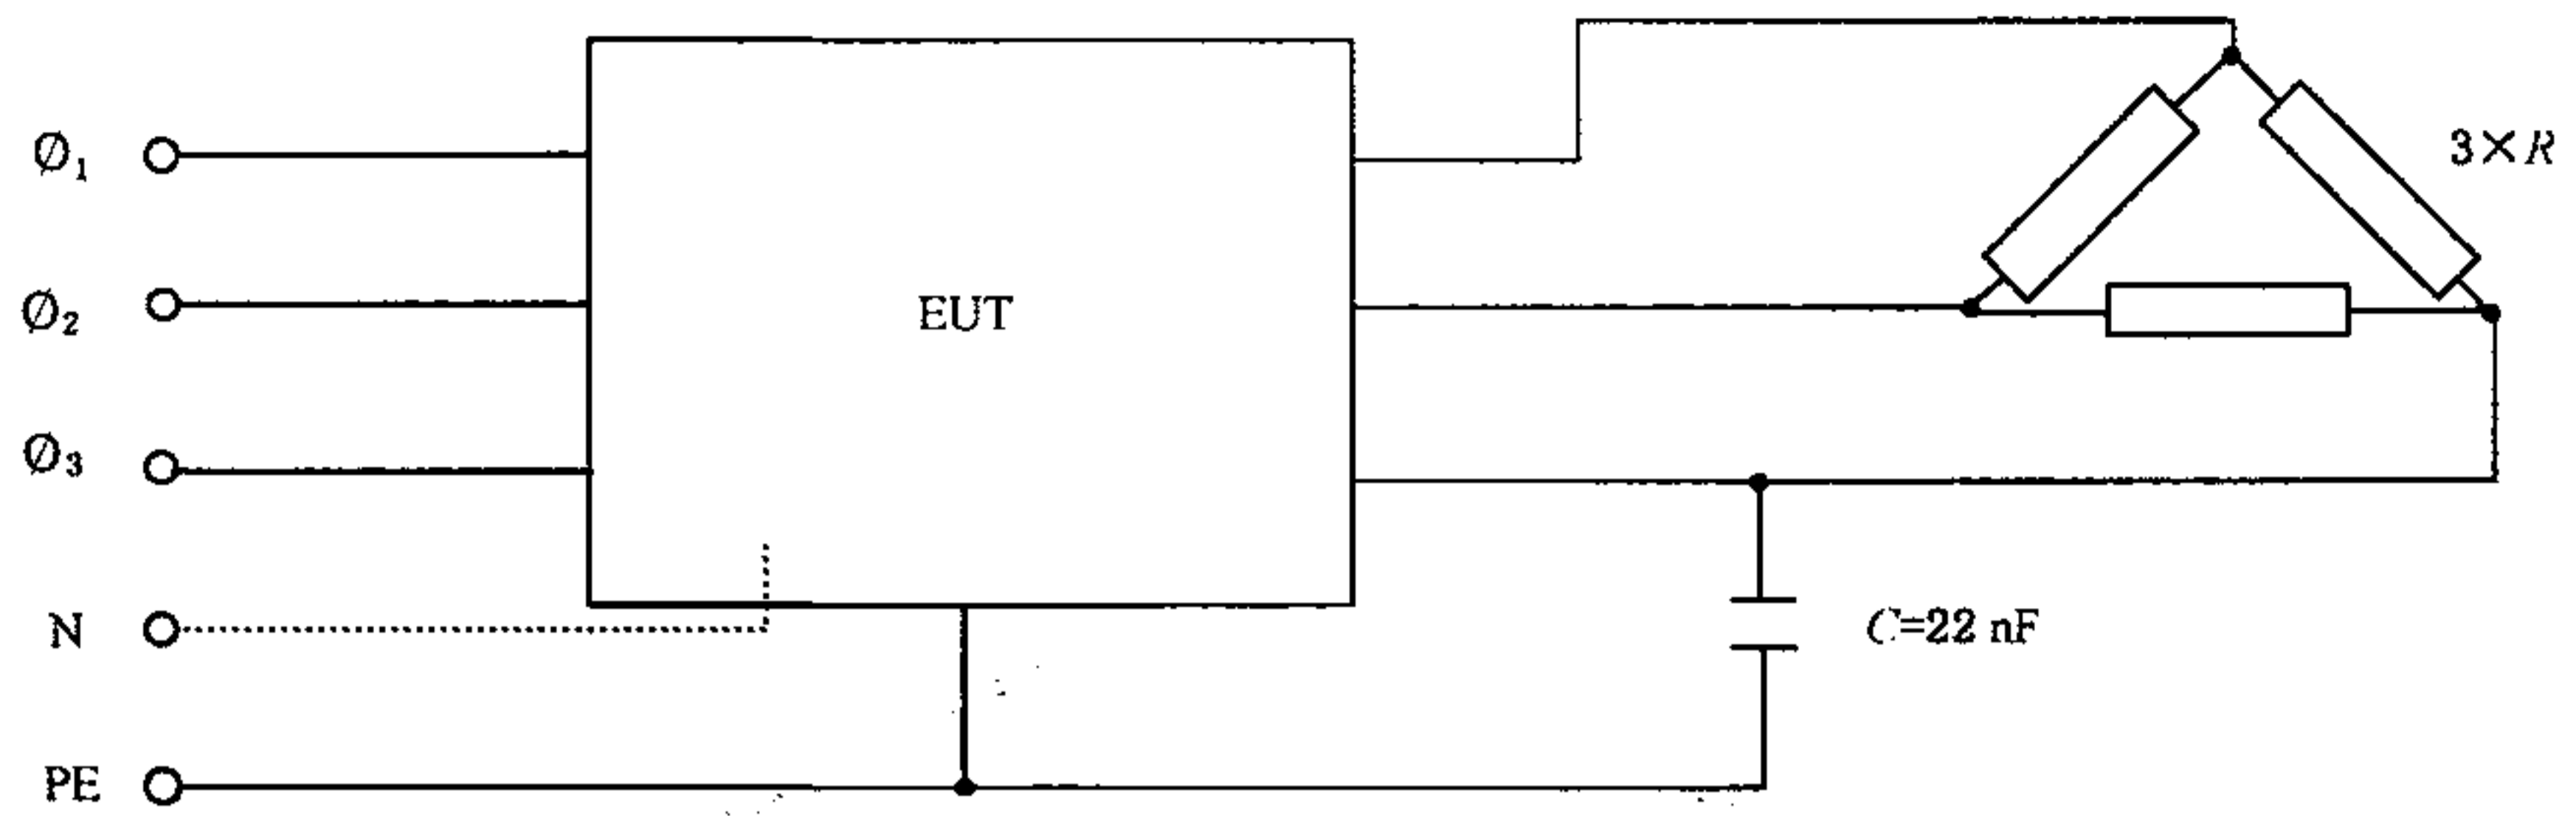 Ø₁
3×R
Ø₂
EUT
Ø₃
N
C=22 nF
PE